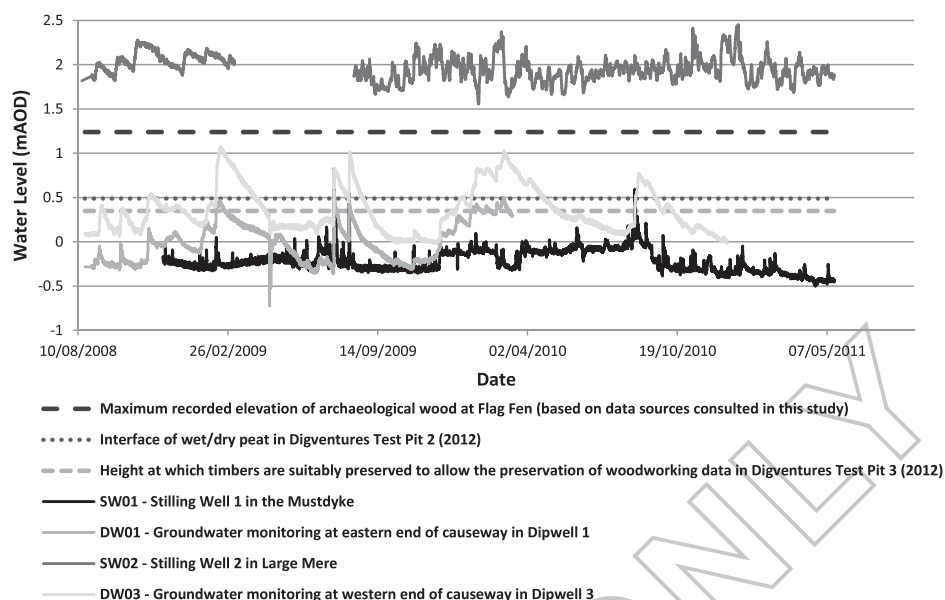 2.5
2
1.5
1
0.5
0
-0.5
-1
Water Level (mAOD)
10/08/2008 26/02/2009 14/09/2009 02/04/2010 19/10/2010 07/05/2011
Date
Maximum recorded elevation of archaeological wood at Flag Fen (based on data sources consulted in this study)
Interface of wet/dry peat in Digventures Test Pit 2 (2012)
Height at which timbers are suitably preserved to allow the preservation of woodworking data in Digventures Test Pit 3 (2012)
SW01 - Stilling Well 1 in the Mustdyke
DW01 - Groundwater monitoring at eastern end of causeway in Dipwell 1
SW02 - Stilling Well 2 in Large Mere
DW03 - Groundwater monitoring at western end of causeway in Dipwell 3
ONLY